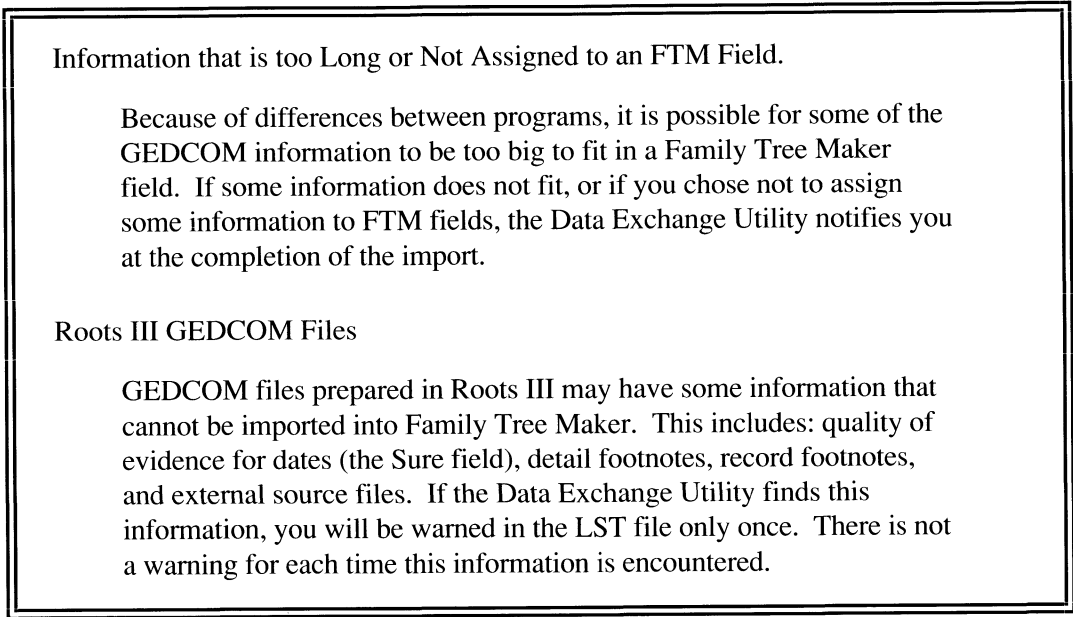 Information that is too Long or Not Assigned to an FTM Field.
Because of differences between programs, it is possible for some of the
GEDCOM information to be too big to fit in a Family Tree Maker
field.  If some information does not fit, or if you chose not to assign
some information to FTM fields, the Data Exchange Utility notifies you
at the completion of the import.
Roots III GEDCOM Files
GEDCOM files prepared in Roots III may have some information that
cannot be imported into Family Tree Maker.  This includes: quality of
evidence for dates (the Sure field), detail footnotes, record footnotes,
and external source files.  If the Data Exchange Utility finds this
information, you will be warned in the LST file only once.  There is not
a warning for each time this information is encountered.